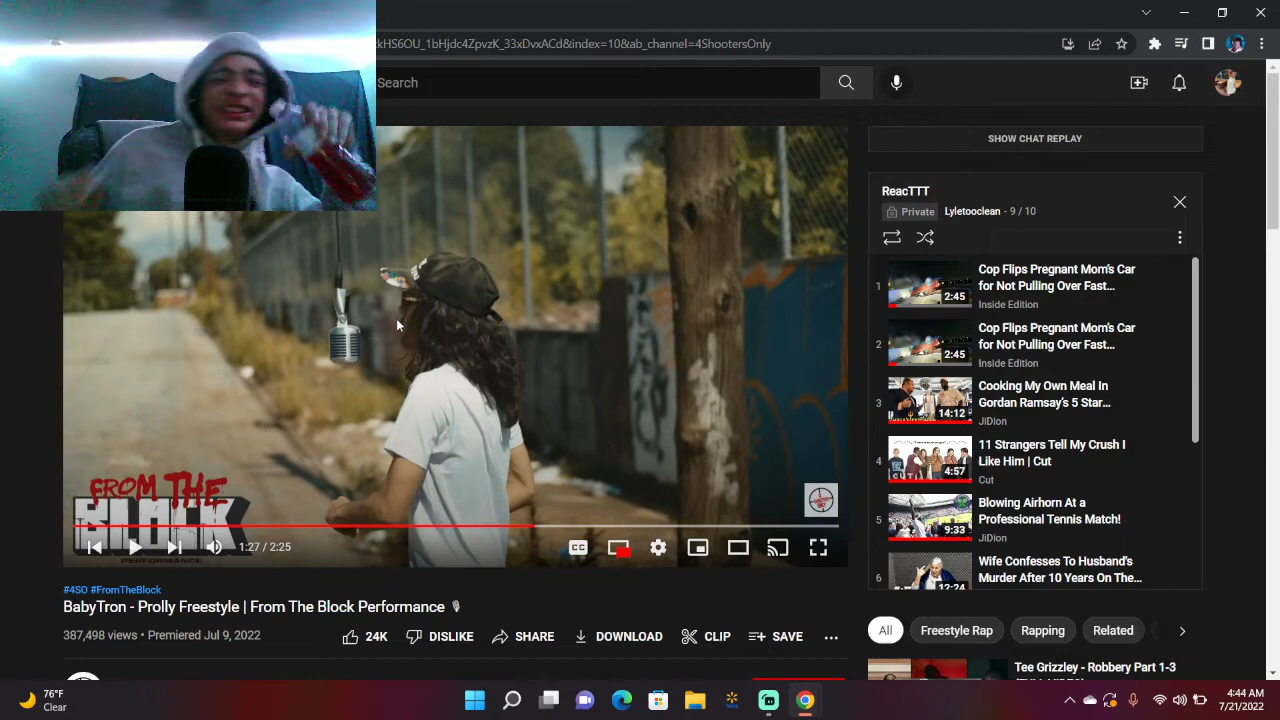 kHS6OU_1bHjdc4ZpvzK_33xDvxACd&index=10&ab_channel=4ShootersOnly
Search
SHOW CHAT REPLAY
ReacTTT
Private Lyletooclean - 9 / 10
1
2:45
Cop Flips Pregnant Mom's Car
for Not Pulling Over Fast...
Inside Edition
2
2:45
Cop Flips Pregnant Mom's Car
for Not Pulling Over Fast...
Inside Edition
3
14:12
Cooking My Own Meal In
Gordan Ramsay's 5 Star...
JiDion
4
4:57
11 Strangers Tell My Crush I
Like Him | Cut
Cut
5
9:33
Blowing Airhorn At a
Professional Tennis Match!
JiDion
6
12:24
Wife Confesses To Husband's
Murder After 10 Years On The...
FROM THE
BLOCK
PERFORMANCE
1:27 / 2:25
CC
#4SO #FromTheBlock
BabyTron - Prolly Freestyle | From The Block Performance 🎙
387,498 views • Premiered Jul 9, 2022
24K DISLIKE SHARE DOWNLOAD CLIP SAVE
All Freestyle Rap Rapping Related
Tee Grizzley - Robbery Part 1-3
76°F
Clear
4:44 AM
7/21/2022